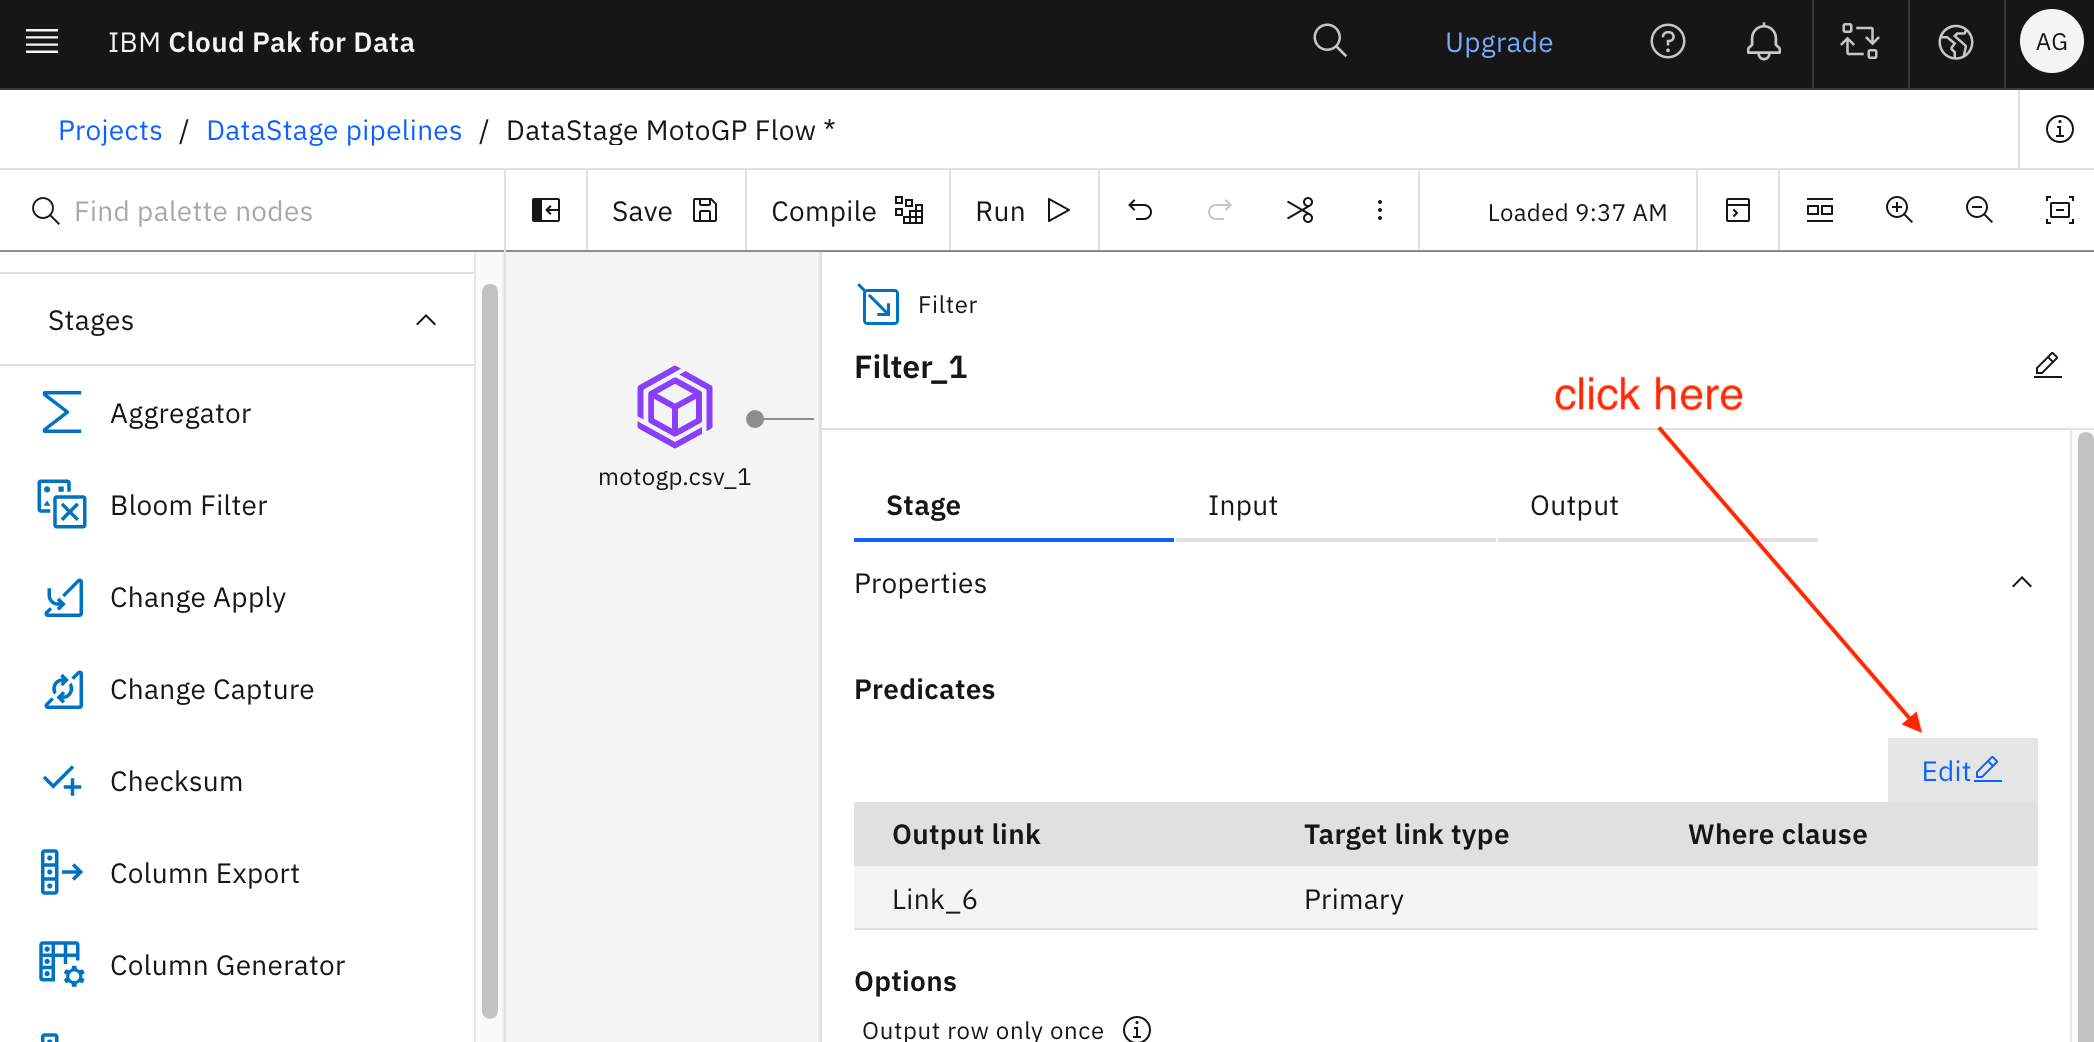 IBM Cloud Pak for Data
Upgrade
AG
Projects / DataStage pipelines / DataStage MotoGP Flow *
Find palette nodes
Save
Compile
Run
Loaded 9:37 AM
Stages
Aggregator
Bloom Filter
Change Apply
Change Capture
Checksum
Column Export
Column Generator
motogp.csv_1
Filter
Filter_1
click here
Stage Input Output
Properties
Predicates
Edit
Output link Target link type Where clause
Link_6 Primary
Options
Output row only once